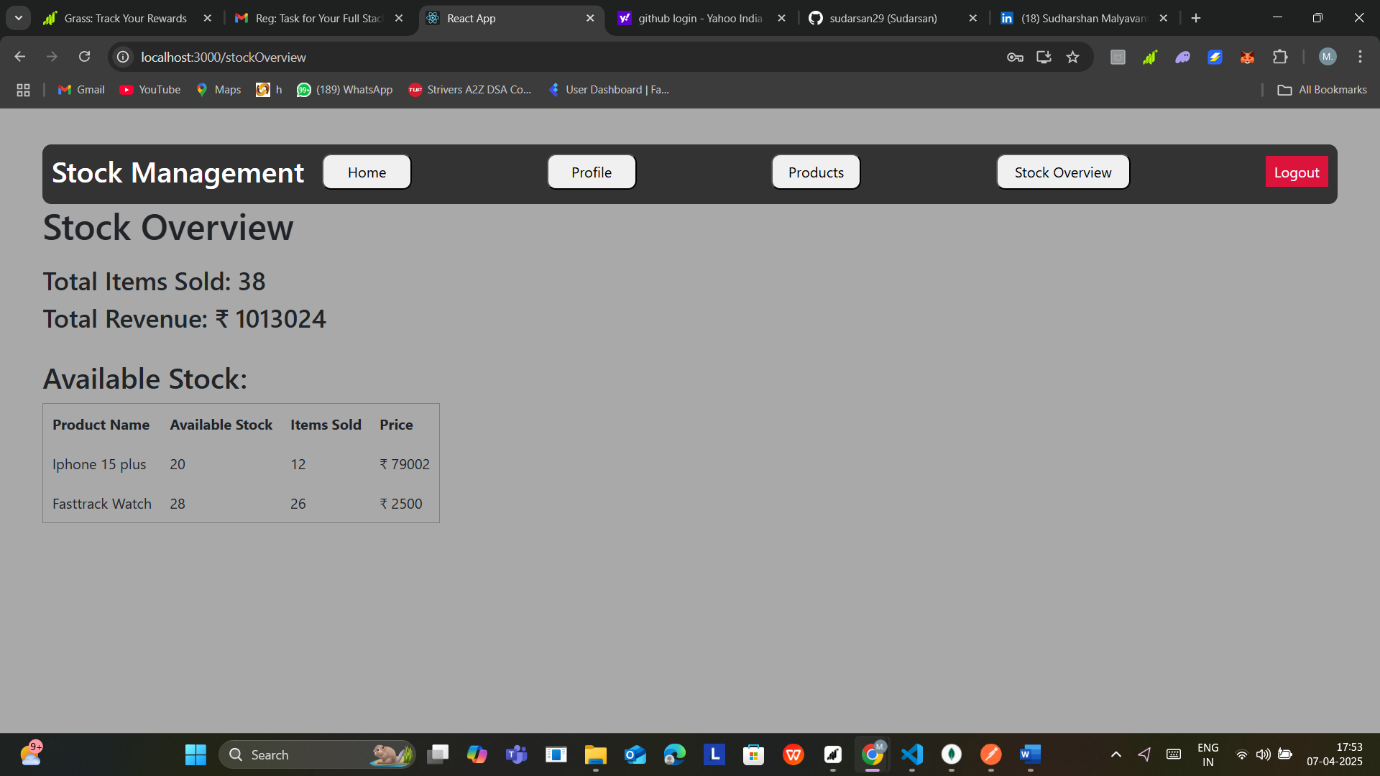 Grass: Track Your Rewards
Reg: Task for Your Full Stac
React App
github login - Yahoo India
sudarsan29 (Sudarsan)
(18) Sudharshan Malyavan
localhost:3000/stockOverview
M
Gmail
YouTube
Maps
h
99+
(189) WhatsApp
TUF
Strivers A2Z DSA Co...
User Dashboard | Fa...
All Bookmarks
Stock Management
Home
Profile
Products
Stock Overview
Logout
Stock Overview
Total Items Sold: 38
Total Revenue: ₹ 1013024
Available Stock:
Product Name Available Stock Items Sold Price
Iphone 15 plus 20 12 ₹ 79002
Fasttrack Watch 28 26 ₹ 2500
9+
Search
ENG
IN
17:53
07-04-2025